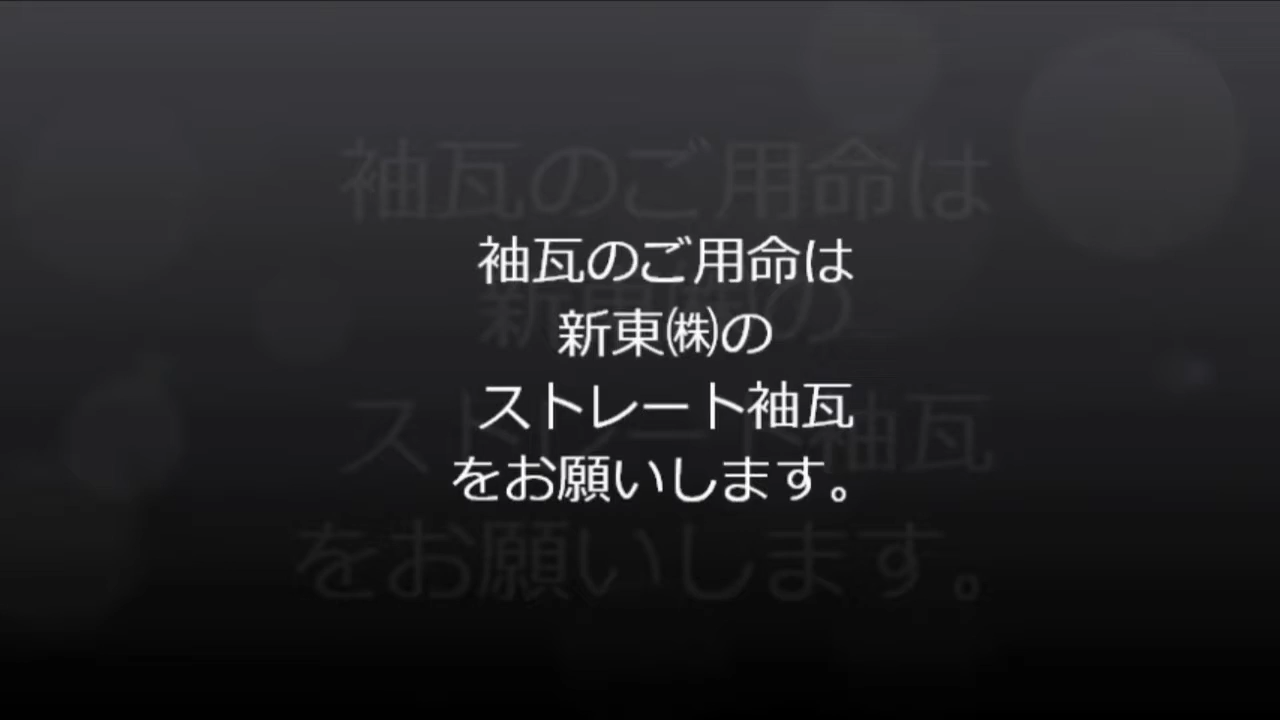 袖瓦のご用命は
新東㈱の
ストレート袖瓦
をお願いします。